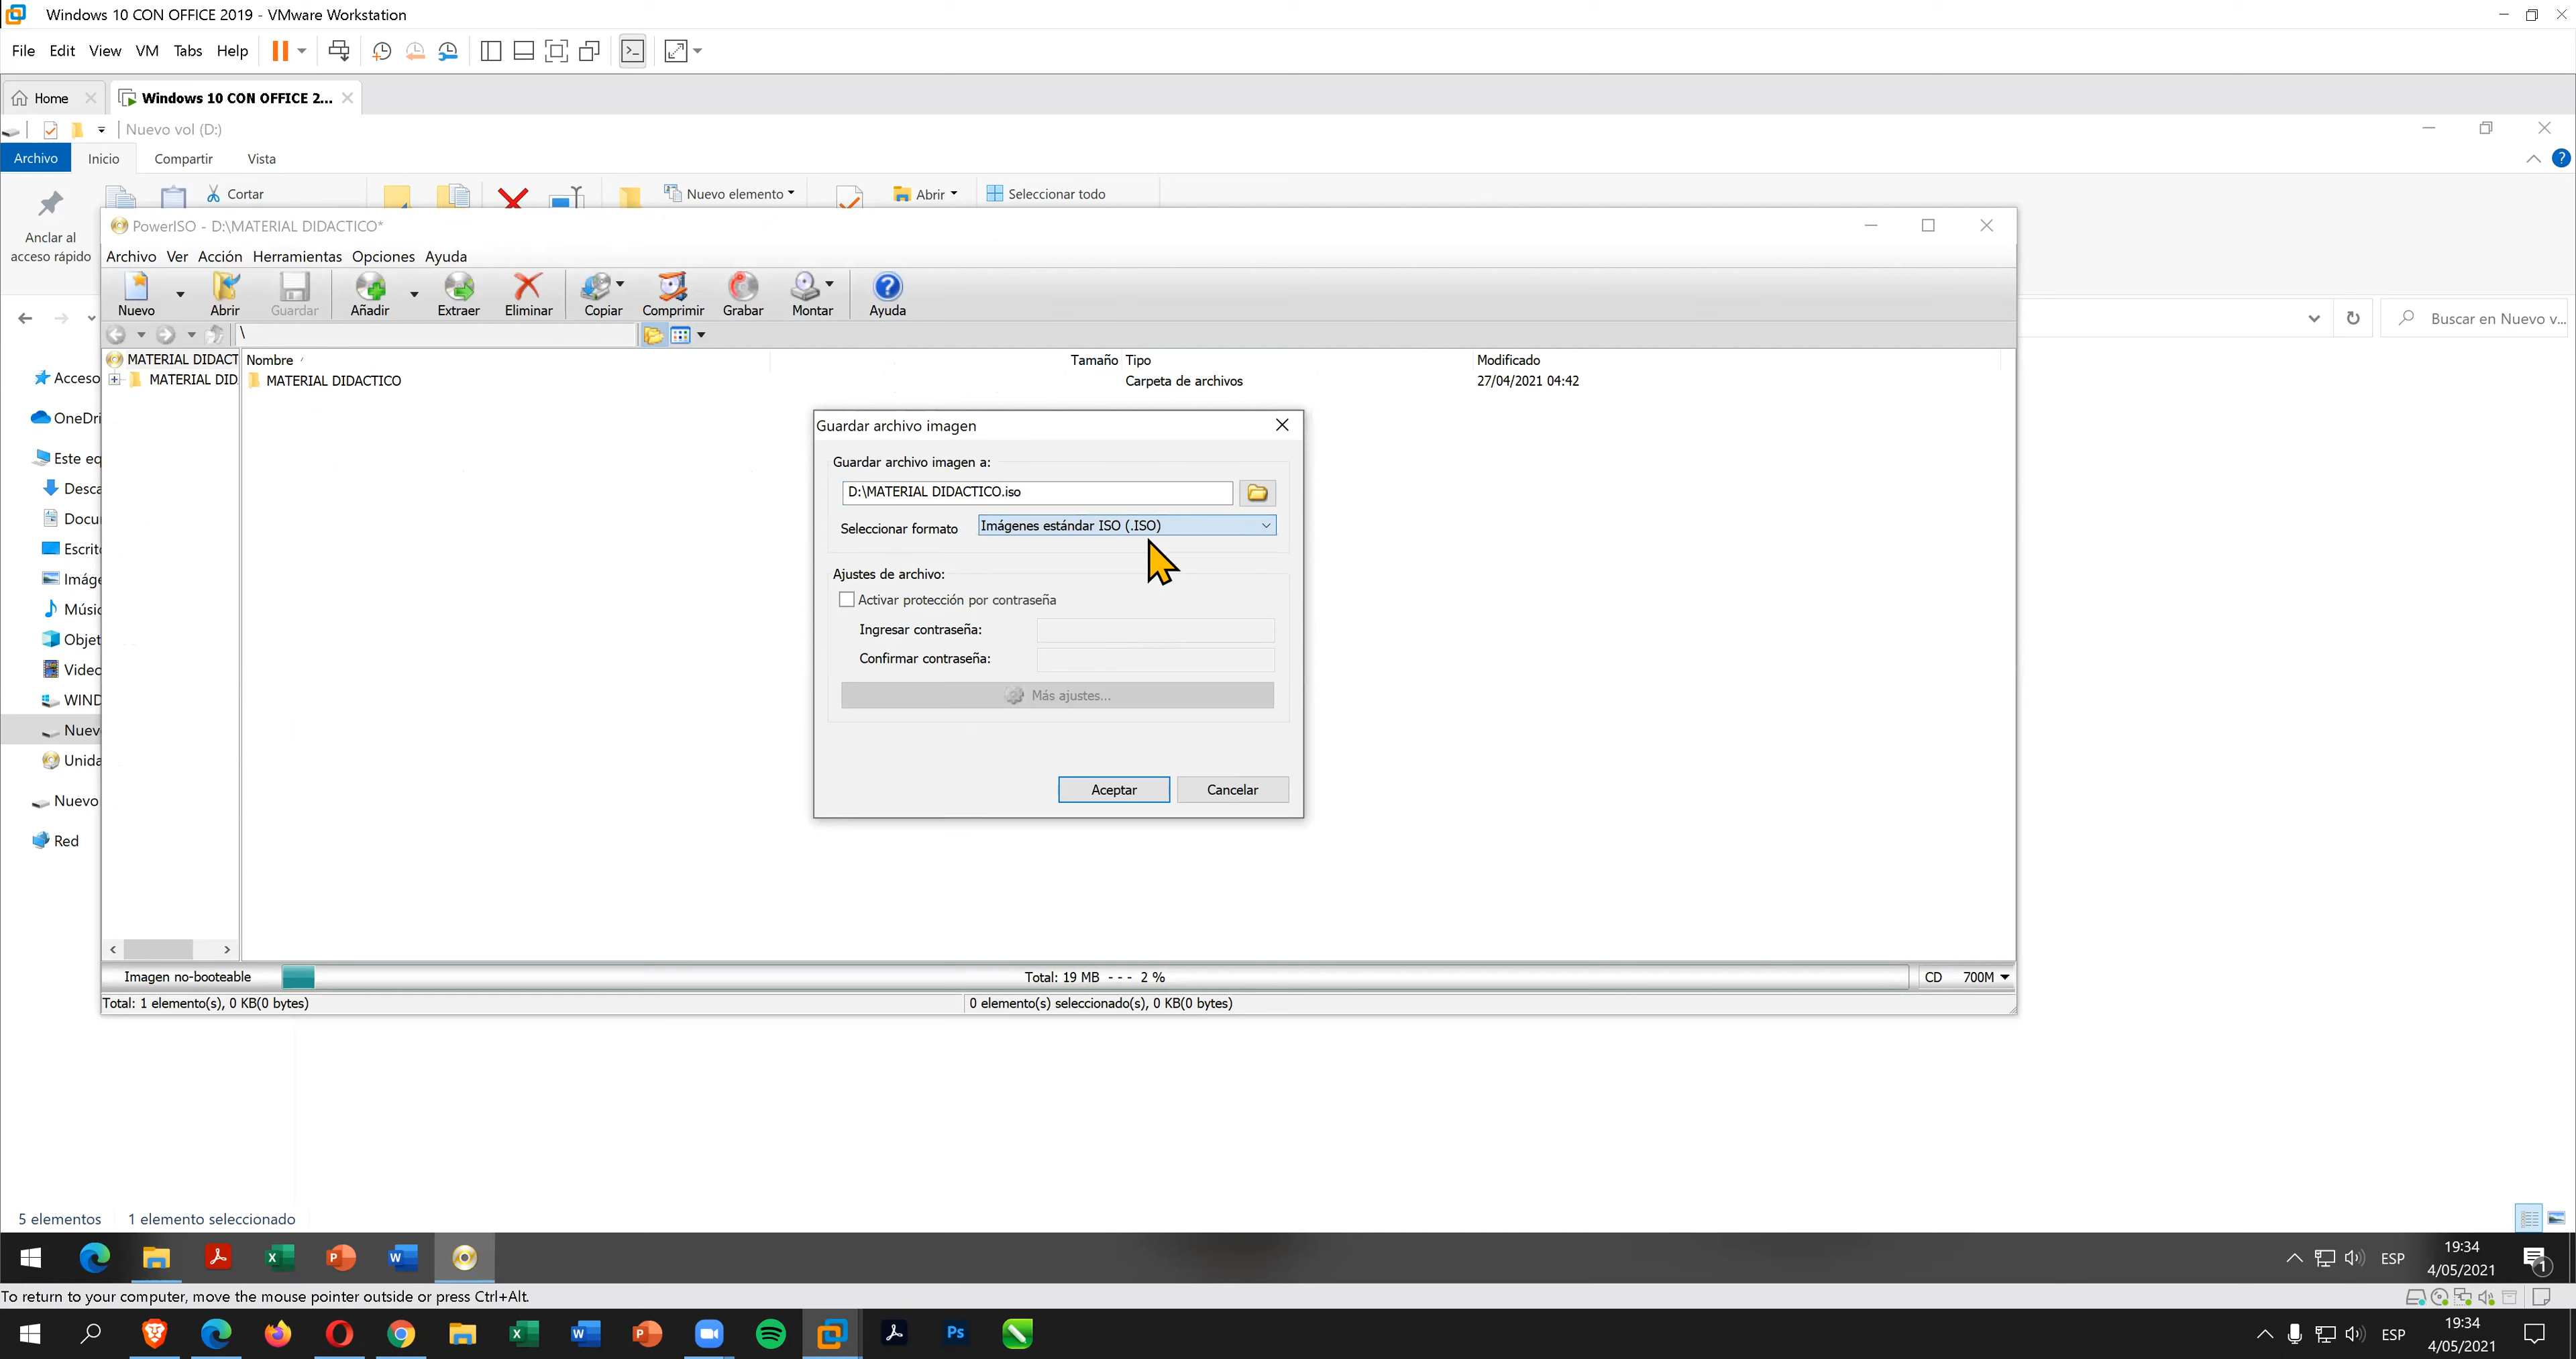 Windows 10 CON OFFICE 2019 - VMware Workstation
File Edit View VM Tabs Help
Home
Windows 10 CON OFFICE 2...
Nuevo vol (D:)
Archivo Inicio Compartir Vista
Cortar
Nuevo elemento
Abrir
Seleccionar todo
Anclar al
acceso rápido
PowerISO - D:\MATERIAL DIDACTICO*
Archivo Ver Acción Herramientas Opciones Ayuda
Nuevo Abrir Guardar Añadir Extraer Eliminar Copiar Comprimir Grabar Montar Ayuda
\
Buscar en Nuevo v...
MATERIAL DIDACT
MATERIAL DID
Nombre Tamaño Tipo Modificado
MATERIAL DIDACTICO Carpeta de archivos 27/04/2021 04:42
Acceso
OneDri
Este eq
Desca
Docu
Escrit
Imáge
Músic
Objet
Video
WIND
Nuev
Unida
Nuevo
Red
Guardar archivo imagen
Guardar archivo imagen a:
D:\MATERIAL DIDACTICO.iso
Seleccionar formato Imágenes estándar ISO (.ISO)
Ajustes de archivo:
Activar protección por contraseña
Ingresar contraseña:
Confirmar contraseña:
Más ajustes...
Aceptar Cancelar
Imagen no-booteable Total: 19 MB - - - 2 % CD 700M
Total: 1 elemento(s), 0 KB(0 bytes) 0 elemento(s) seleccionado(s), 0 KB(0 bytes)
5 elementos 1 elemento seleccionado
ESP
19:34
4/05/2021
1
To return to your computer, move the mouse pointer outside or press Ctrl+Alt.
Ps
ESP
19:34
4/05/2021